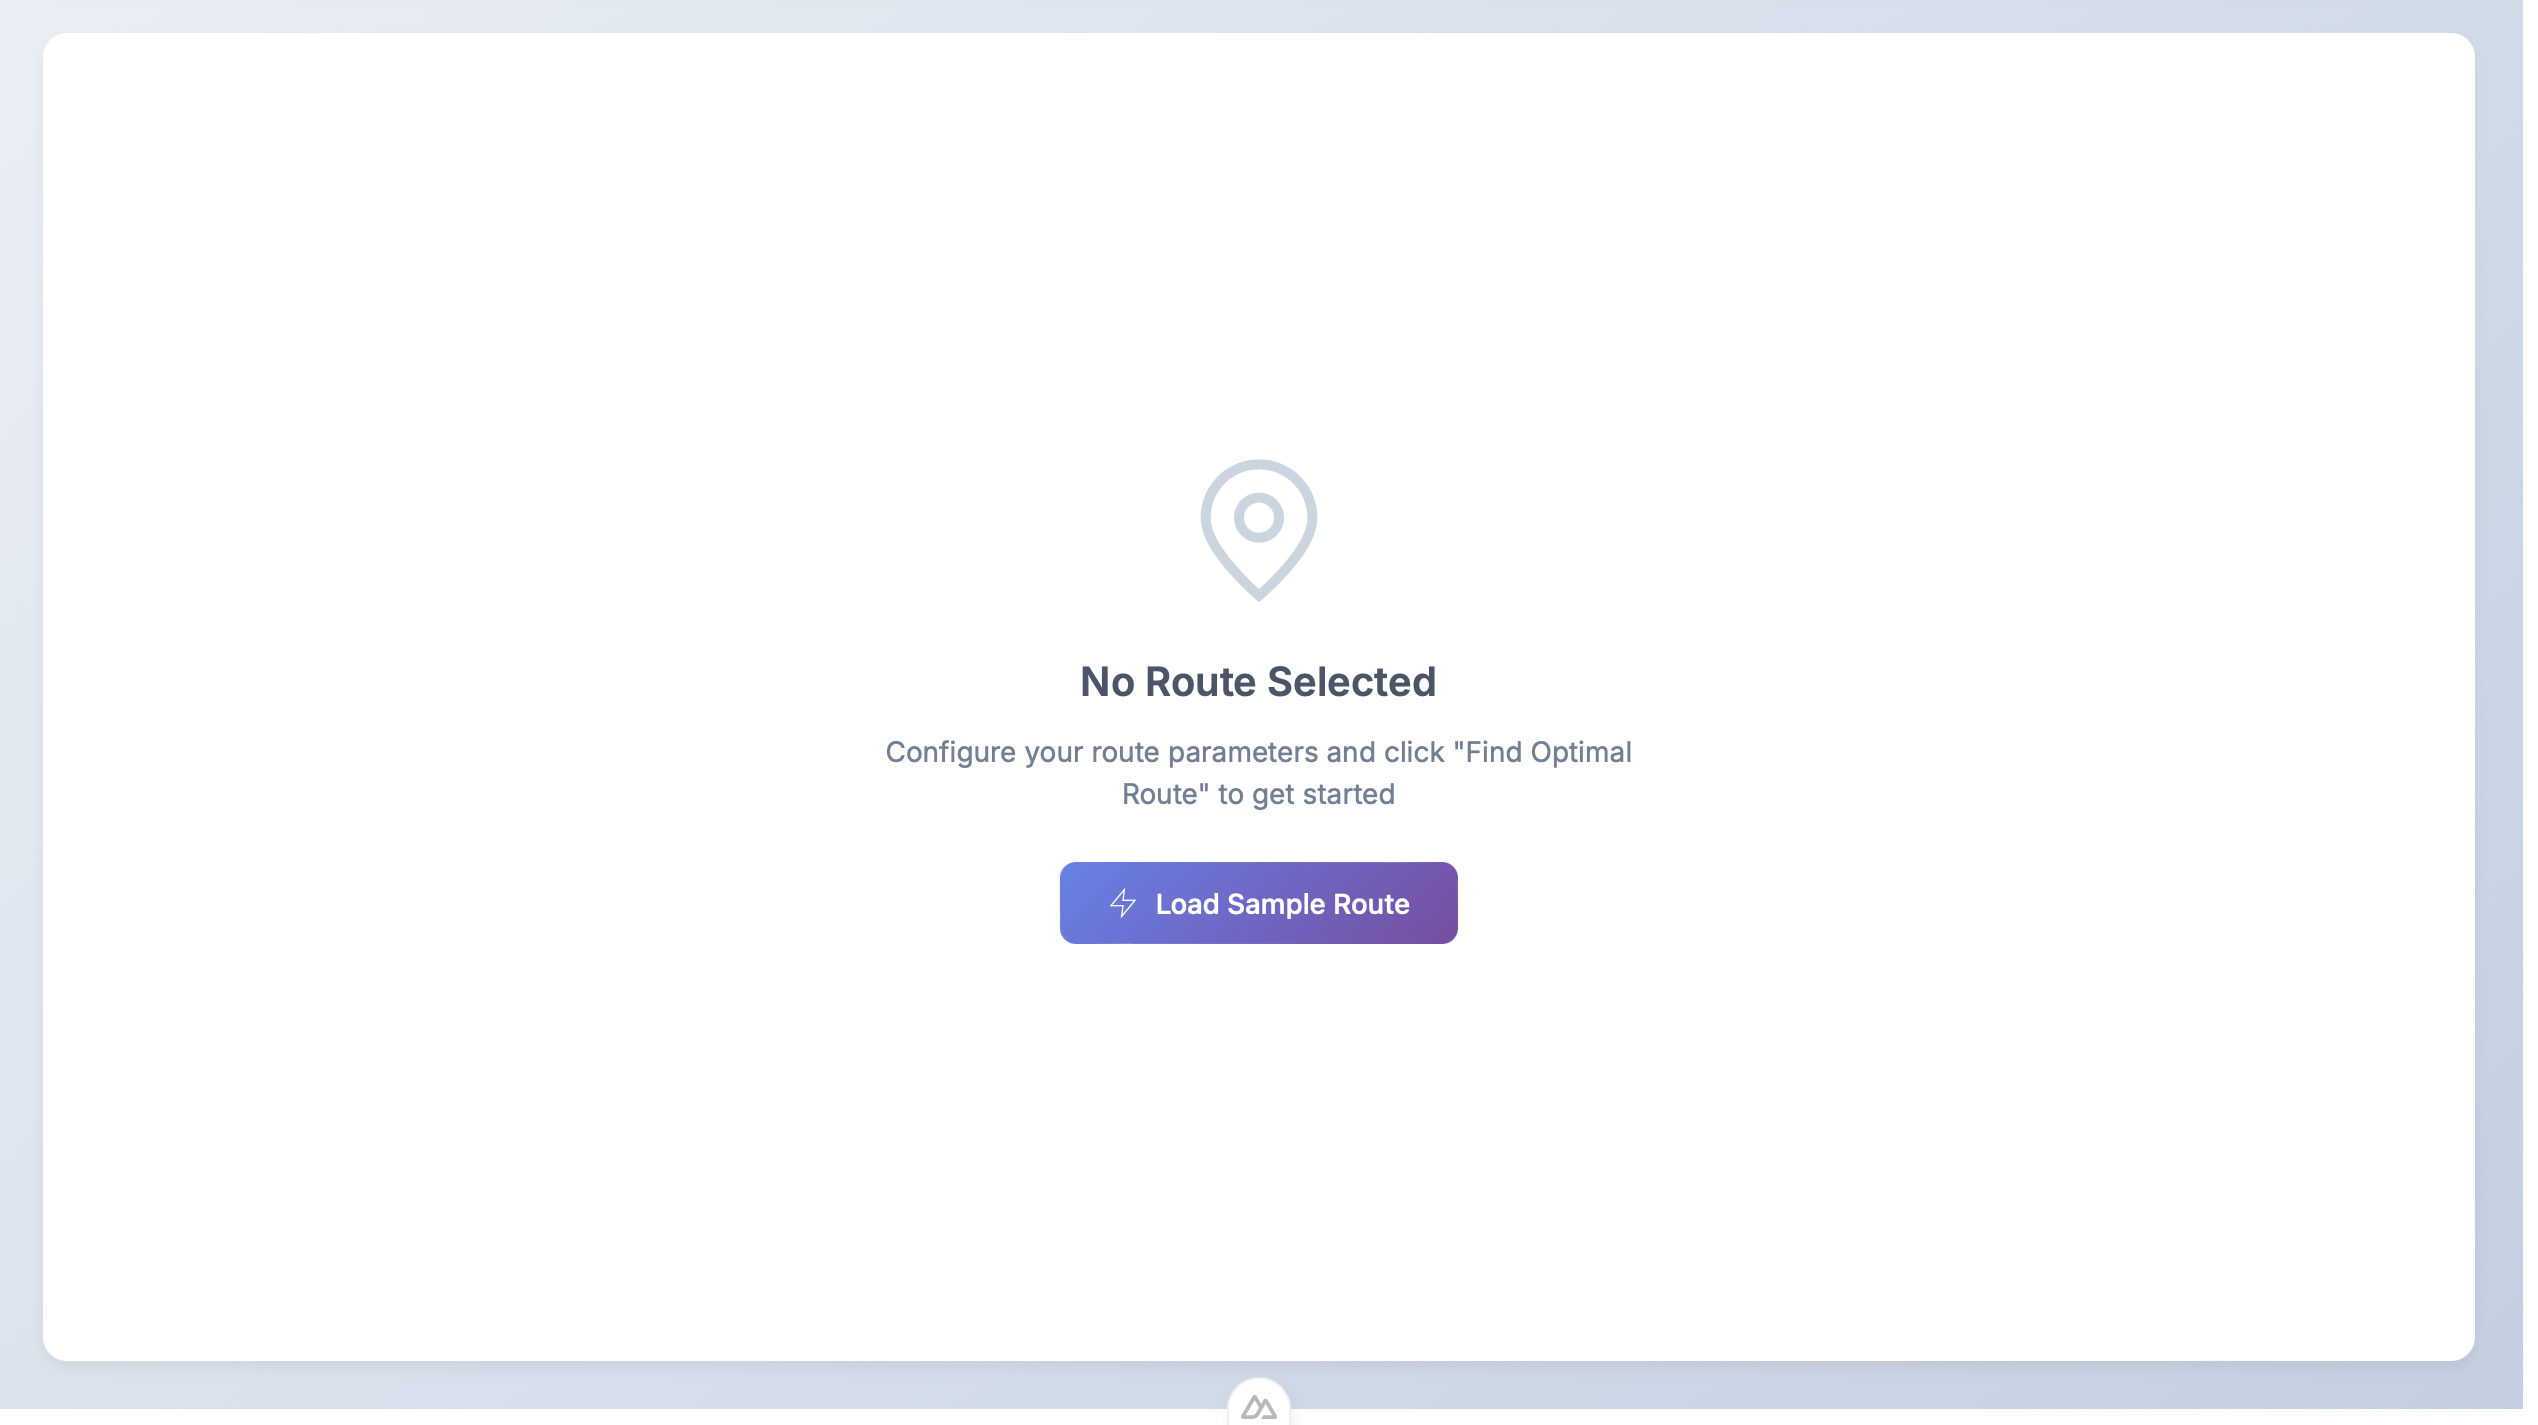 No Route Selected
Configure your route parameters and click "Find Optimal
Route" to get started
Load Sample Route